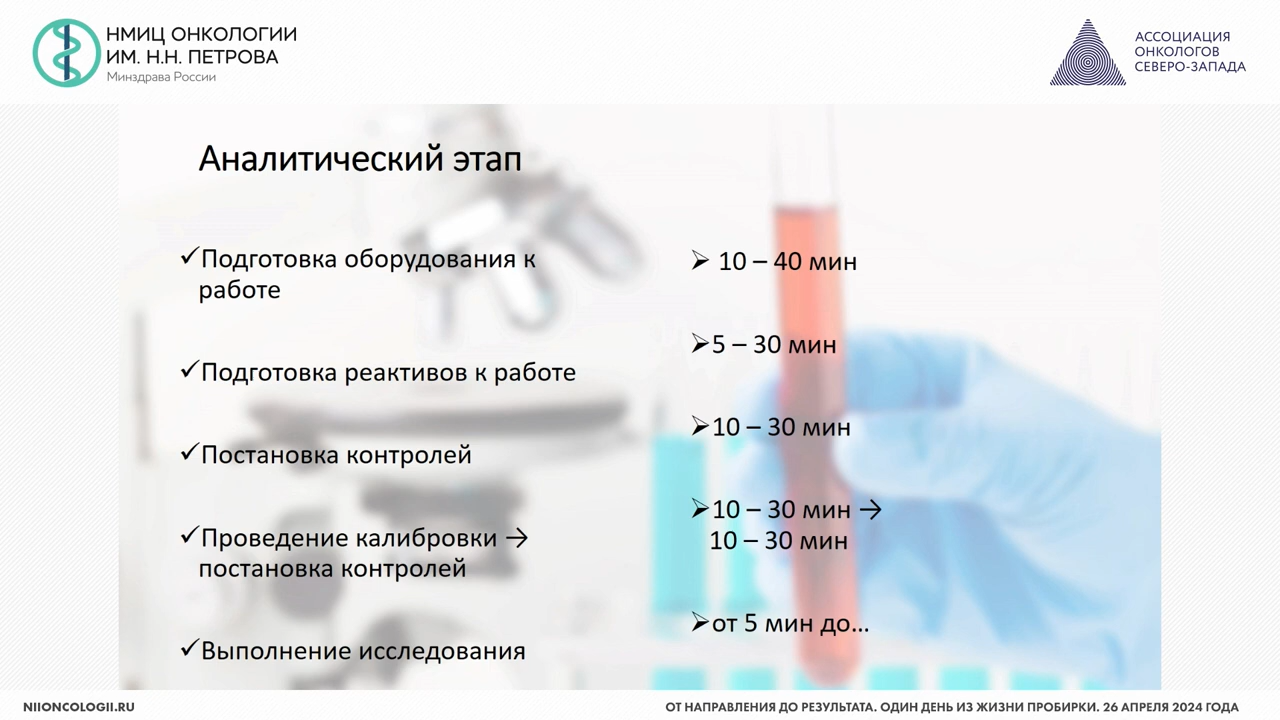 НМИЦ ОНКОЛОГИИ
ИМ. Н.Н. ПЕТРОВА
Минздрава России
АССОЦИАЦИЯ
ОНКОЛОГОВ
СЕВЕРО-ЗАПАДА
Аналитический этап
✓Подготовка оборудования к
работе
✓Подготовка реактивов к работе
✓Постановка контролей
✓Проведение калибровки →
постановка контролей
✓Выполнение исследования
➢ 10 – 40 мин
➢5 – 30 мин
➢10 – 30 мин
➢10 – 30 мин →
10 – 30 мин
➢от 5 мин до...
NIIONCOLOGII.RU
ОТ НАПРАВЛЕНИЯ ДО РЕЗУЛЬТАТА. ОДИН ДЕНЬ ИЗ ЖИЗНИ ПРОБИРКИ. 26 АПРЕЛЯ 2024 ГОДА